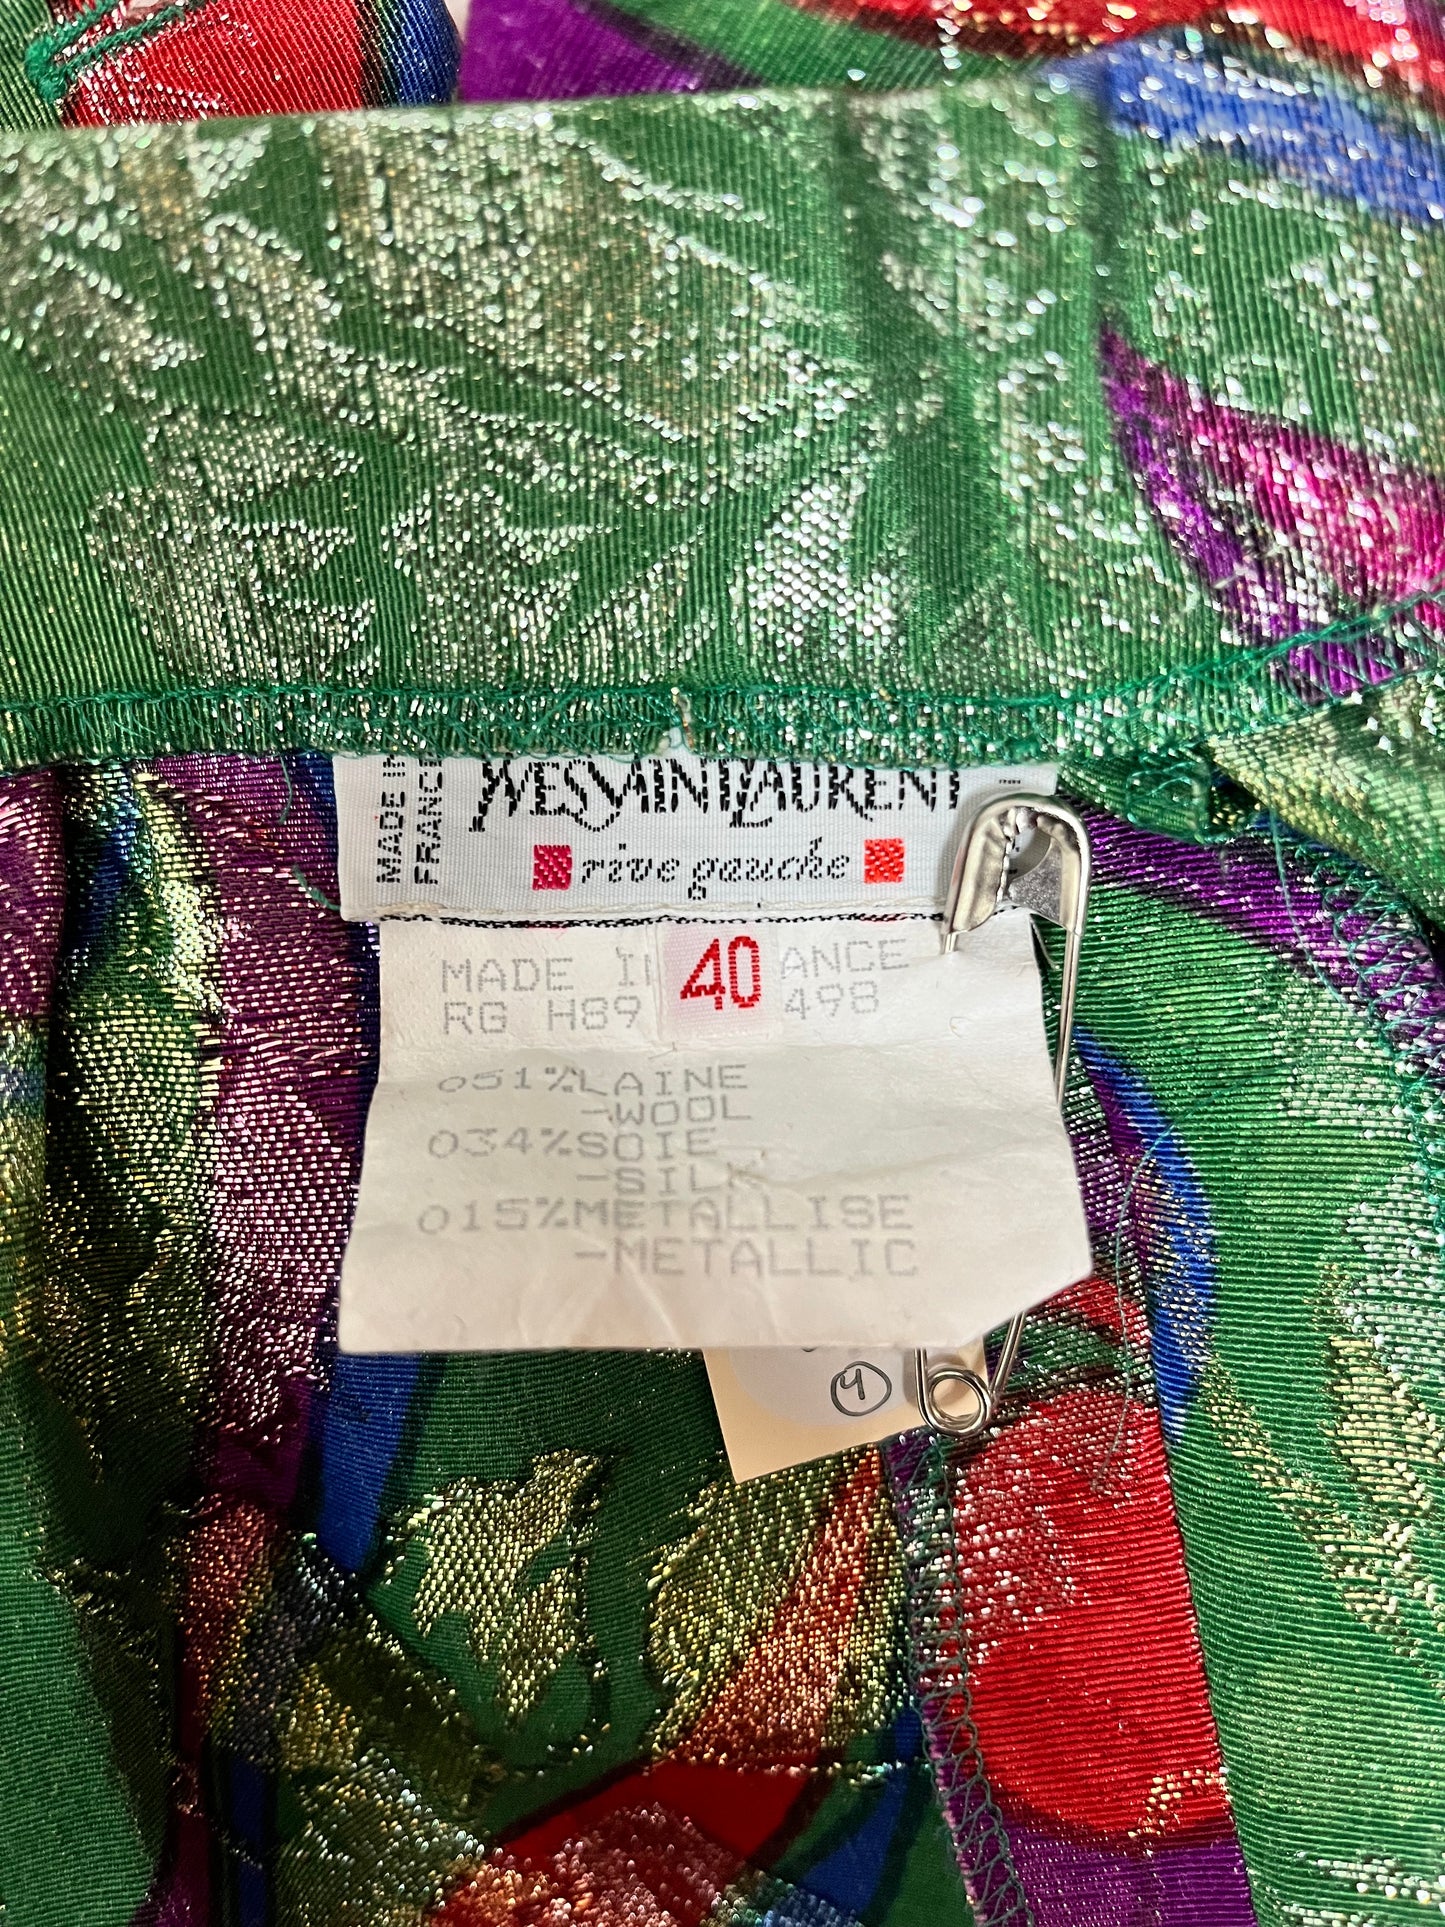 MADE IN
FRANCE
YVES SAINT LAURENT
rive gauche
40
MADE I ANCE
RG H89 498
051%LAINE
-WOOL
034%SOIE
-SILK
015%METALLISE
-METALLIC
4